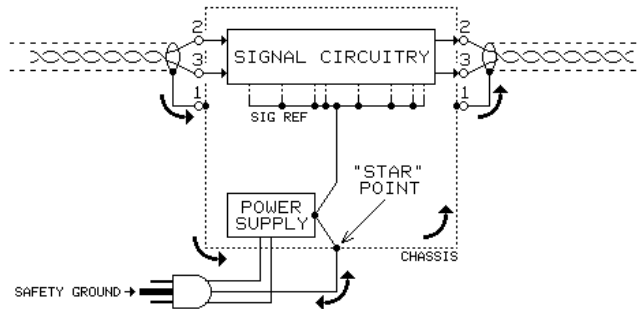 2
3
1
SIGNAL CIRCUITRY
2
3
1
SIG REF
"STAR"
POINT
POWER
SUPPLY
CHASSIS
SAFETY GROUND